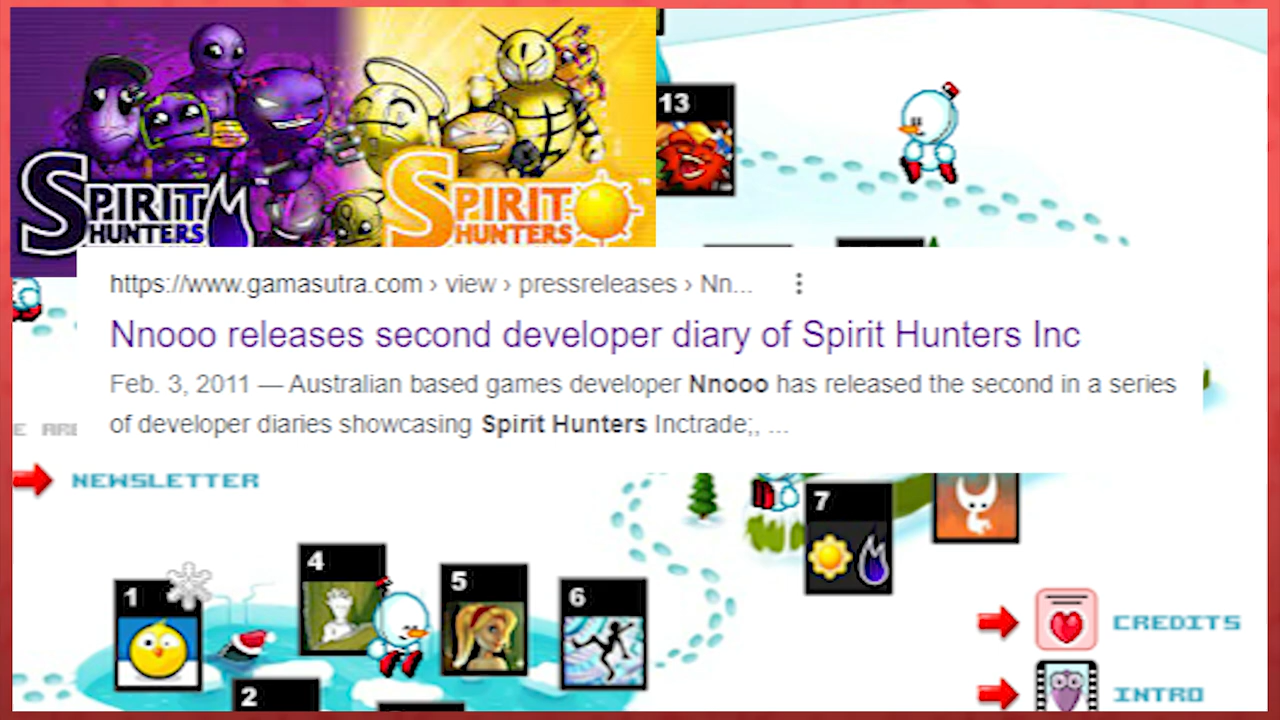 SPIRIT
HUNTERS
SPIRIT
HUNTERS
13
https://www.gamasutra.com › view › pressreleases › Nn...
Nnooo releases second developer diary of Spirit Hunters Inc
Feb. 3, 2011 — Australian based games developer Nnooo has released the second in a series
of developer diaries showcasing Spirit Hunters Inctrade;, ...
NEWSLETTER
7
4
5
6
1
2
CREDITS
INTRO